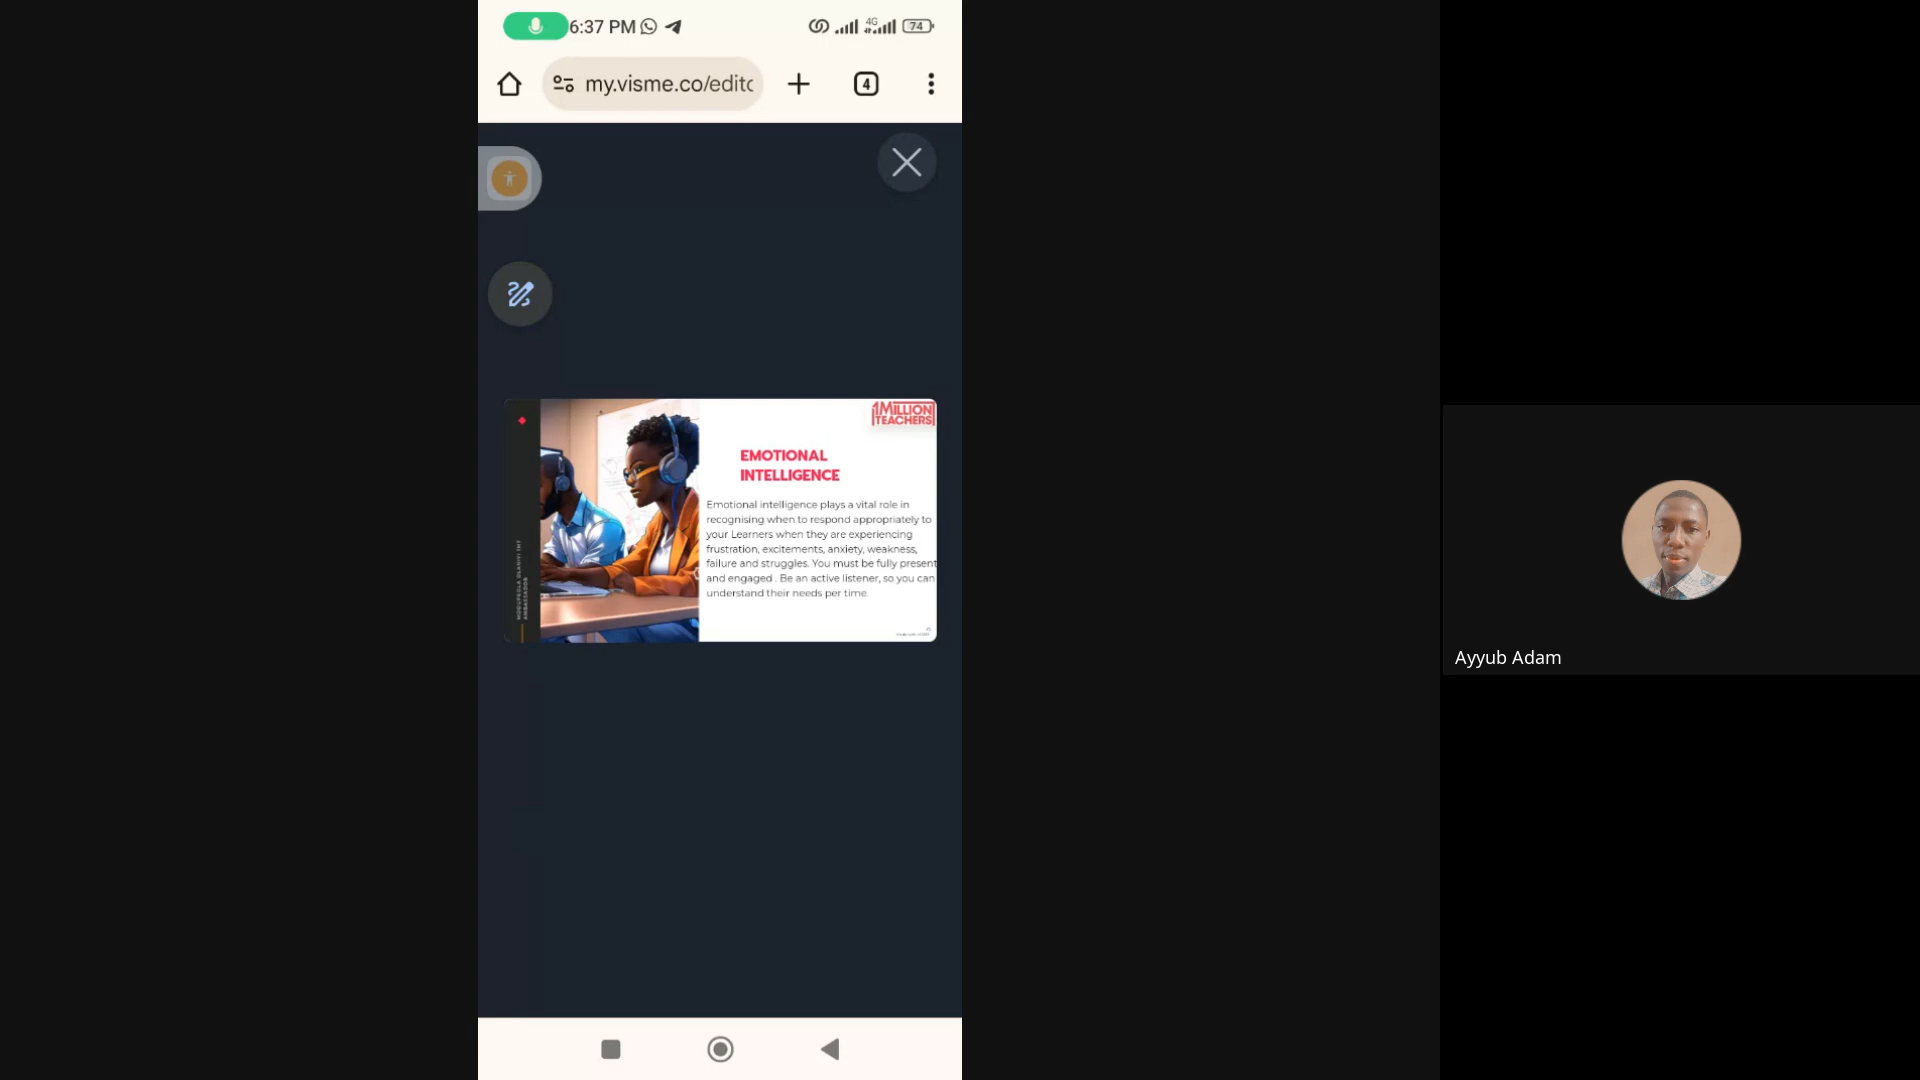 6:37 PM
4G
74
my.visme.co/edito
4
1MILLION
TEACHERS
EMOTIONAL
INTELLIGENCE
Emotional intelligence plays a vital role in
recognising when to respond appropriately to
your Learners when they are experiencing
frustration, excitements, anxiety, weakness,
failure and struggles. You must be fully present
and engaged . Be an active listener, so you can
understand their needs per time.
AMBASSADOR
Ayyub Adam